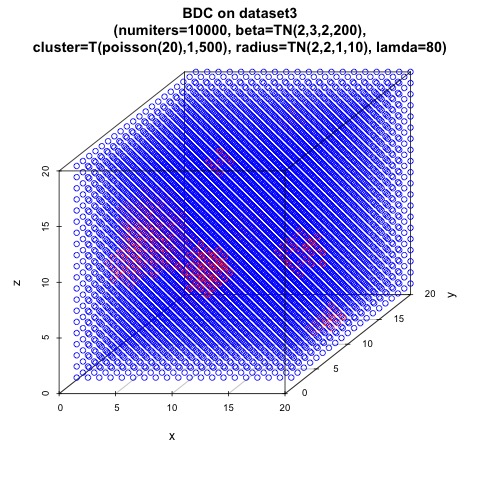 BDC on dataset3
(numiters=10000, beta=TN(2,3,2,200),
cluster=T(poisson(20),1,500), radius=TN(2,2,1,10), lamda=80)
20
15
10
5
0
z
0
5
10
15
20
x
0
5
10
15
20
y